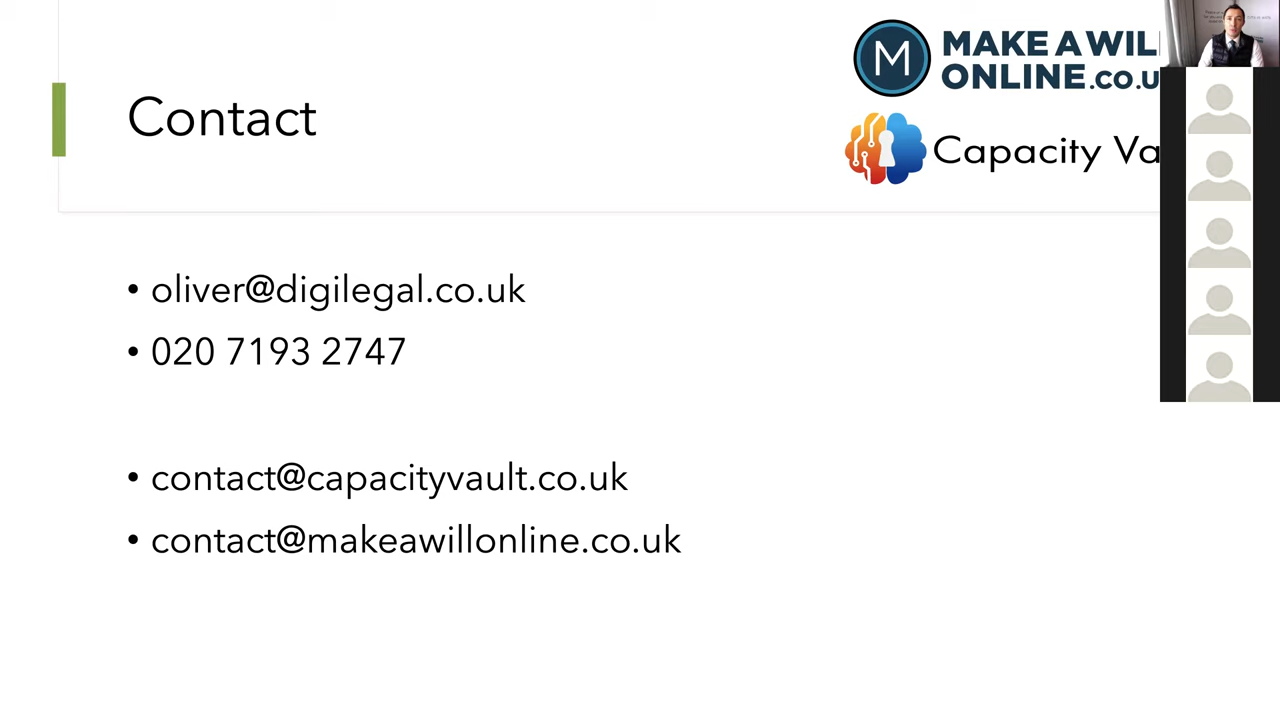 MAKE A WIL
ONLINE.co.u
Contact
Capacity Va
• oliver@digilegal.co.uk
• 020 7193 2747
• contact@capacityvault.co.uk
• contact@makeawillonline.co.uk